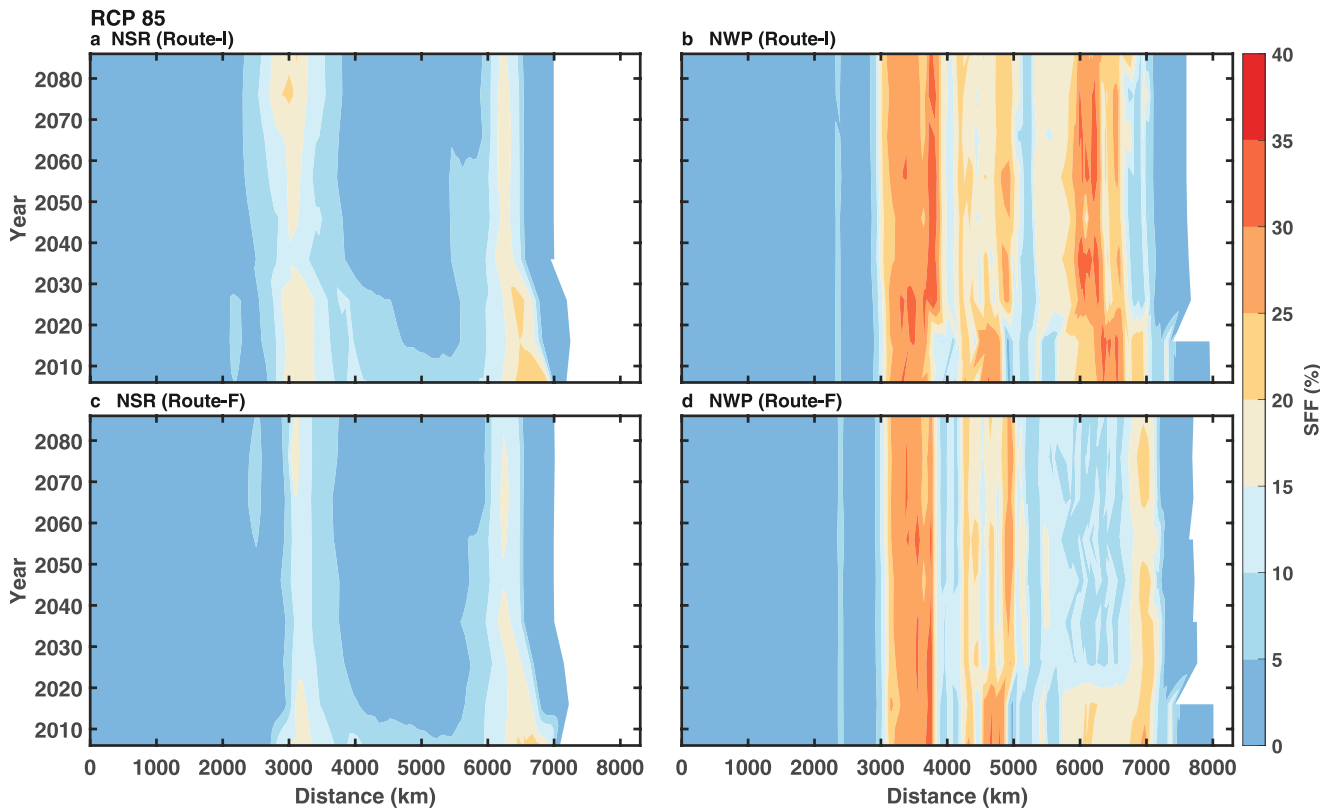 RCP 85
a NSR (Route-I)
b NWP (Route-I)
2080
2070
2060
2050
2040
2030
2020
2010
Year
40
35
30
25
20
15
10
5
0
SFF (%)
c NSR (Route-F)
d NWP (Route-F)
2080
2070
2060
2050
2040
2030
2020
2010
Year
0 1000 2000 3000 4000 5000 6000 7000 8000
Distance (km)
0 1000 2000 3000 4000 5000 6000 7000 8000
Distance (km)